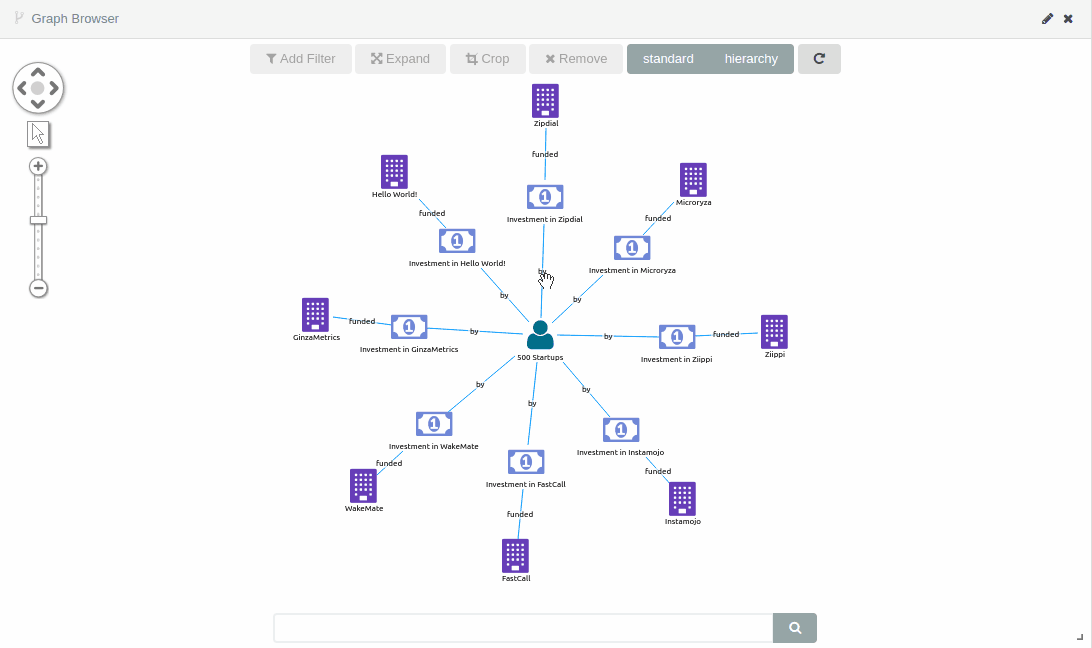 Graph Browser
Add Filter
Expand
Crop
Remove
standard
hierarchy
Zipdial
funded
Investment in Zipdial
by
Hello World!
funded
Investment in Hello World!
by
Microryza
funded
Investment in Microryza
by
GinzaMetrics
funded
Investment in GinzaMetrics
by
500 Startups
by
Investment in Ziippi
funded
Ziippi
by
Investment in WakeMate
funded
WakeMate
by
Investment in FastCall
funded
FastCall
by
Investment in Instamojo
funded
Instamojo